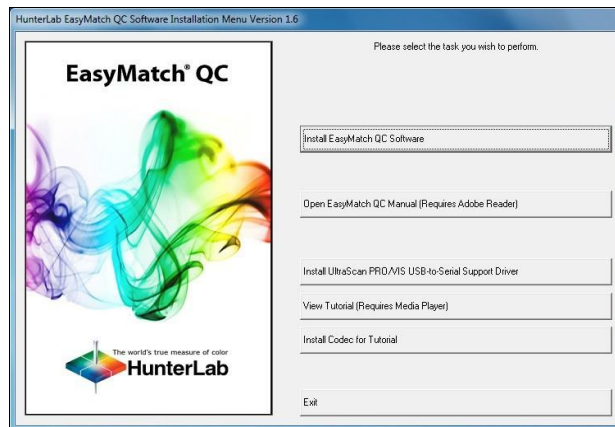 HunterLab EasyMatch QC Software Installation Menu Version 1.6
EasyMatch® QC
The world's true measure of color
HunterLab
Please select the task you wish to perform.
Install EasyMatch QC Software
Open EasyMatch QC Manual (Requires Adobe Reader)
Install UltraScan PRO/VIS USB-to-Serial Support Driver
View Tutorial (Requires Media Player)
Install Codec for Tutorial
Exit